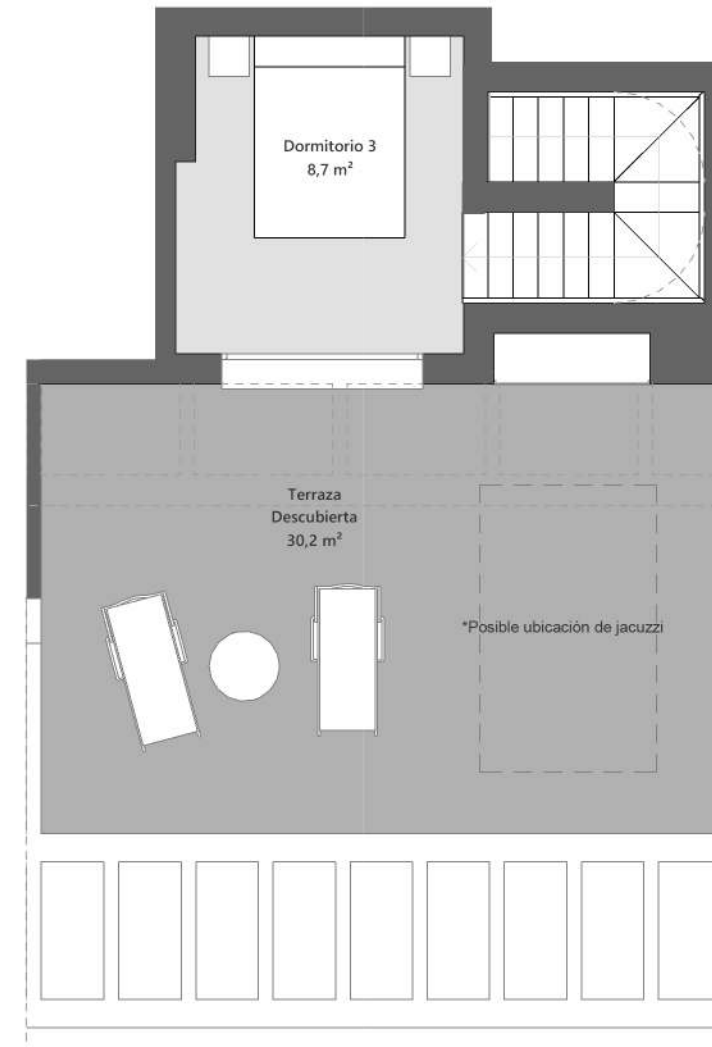 Dormitorio 3
8,7 m²
Terraza
Descubierta
30,2 m²
*Posible ubicación de jacuzzi